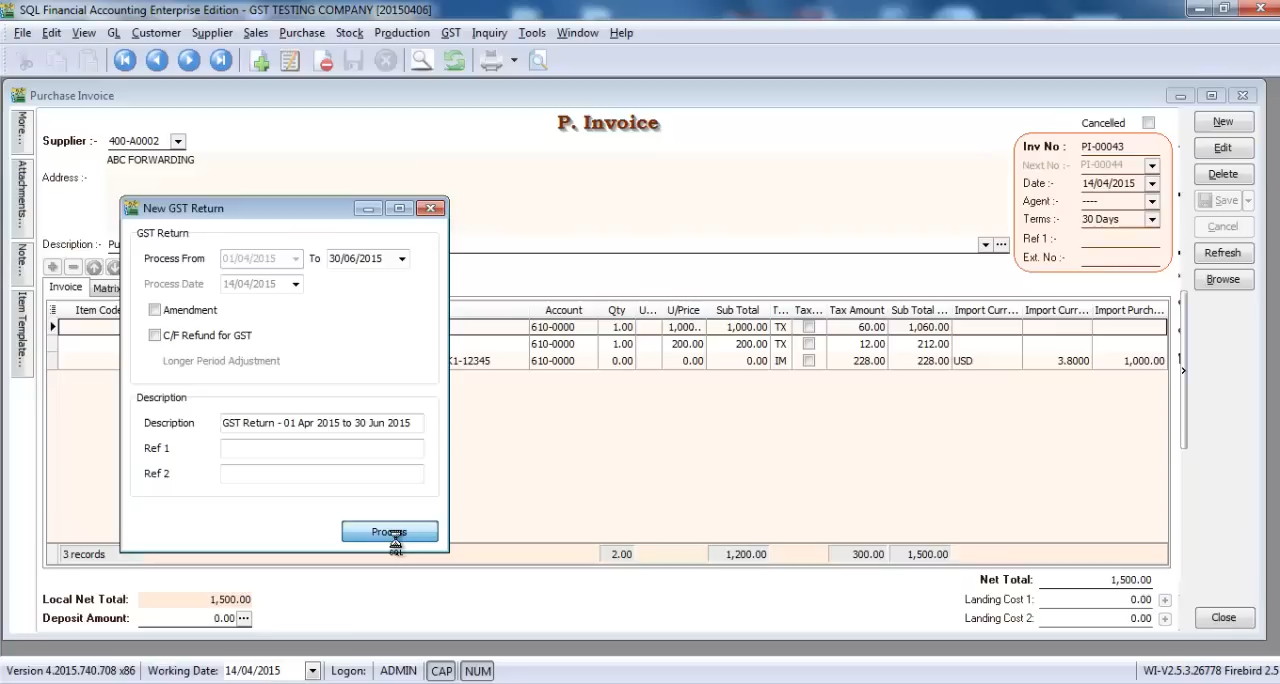 SQL Financial Accounting Enterprise Edition - GST TESTING COMPANY [20150406]
File Edit View GL Customer Supplier Sales Purchase Stock Production GST Inquiry Tools Window Help
Purchase Invoice
P. Invoice
Cancelled
New
Supplier :- 400-A0002
Inv No : PI-00043
Edit
ABC FORWARDING
Next No :- PI-00044
Delete
Address :-
Date :- 14/04/2015
Agent :- ----
Save
Terms :- 30 Days
Cancel
Ref 1 :-
Ext. No :-
Refresh
Browse
Description :- Pu
More...
Attachments...
Note...
Item Template...
Invoice Matrix
New GST Return
GST Return
Process From 01/04/2015 To 30/06/2015
Process Date 14/04/2015
Amendment
C/F Refund for GST
Longer Period Adjustment
Description
Description GST Return - 01 Apr 2015 to 30 Jun 2015
Ref 1
Ref 2
Process
Item Code Account Qty U... U/Price Sub Total T... Tax... Tax Amount Sub Total ... Import Curr... Import Curr... Import Purch...
610-0000 1.00 1,000... 1,000.00 TX 60.00 1,060.00
610-0000 1.00 200.00 200.00 TX 12.00 212.00
K1-12345 610-0000 0.00 0.00 0.00 IM 228.00 228.00 USD 3.8000 1,000.00
3 records 2.00 1,200.00 300.00 1,500.00
Net Total: 1,500.00
Local Net Total: 1,500.00
Landing Cost 1: 0.00
Deposit Amount: 0.00
Landing Cost 2: 0.00
Close
Version 4.2015.740.708 x86 Working Date: 14/04/2015 Logon: ADMIN CAP NUM WI-V2.5.3.26778 Firebird 2.5